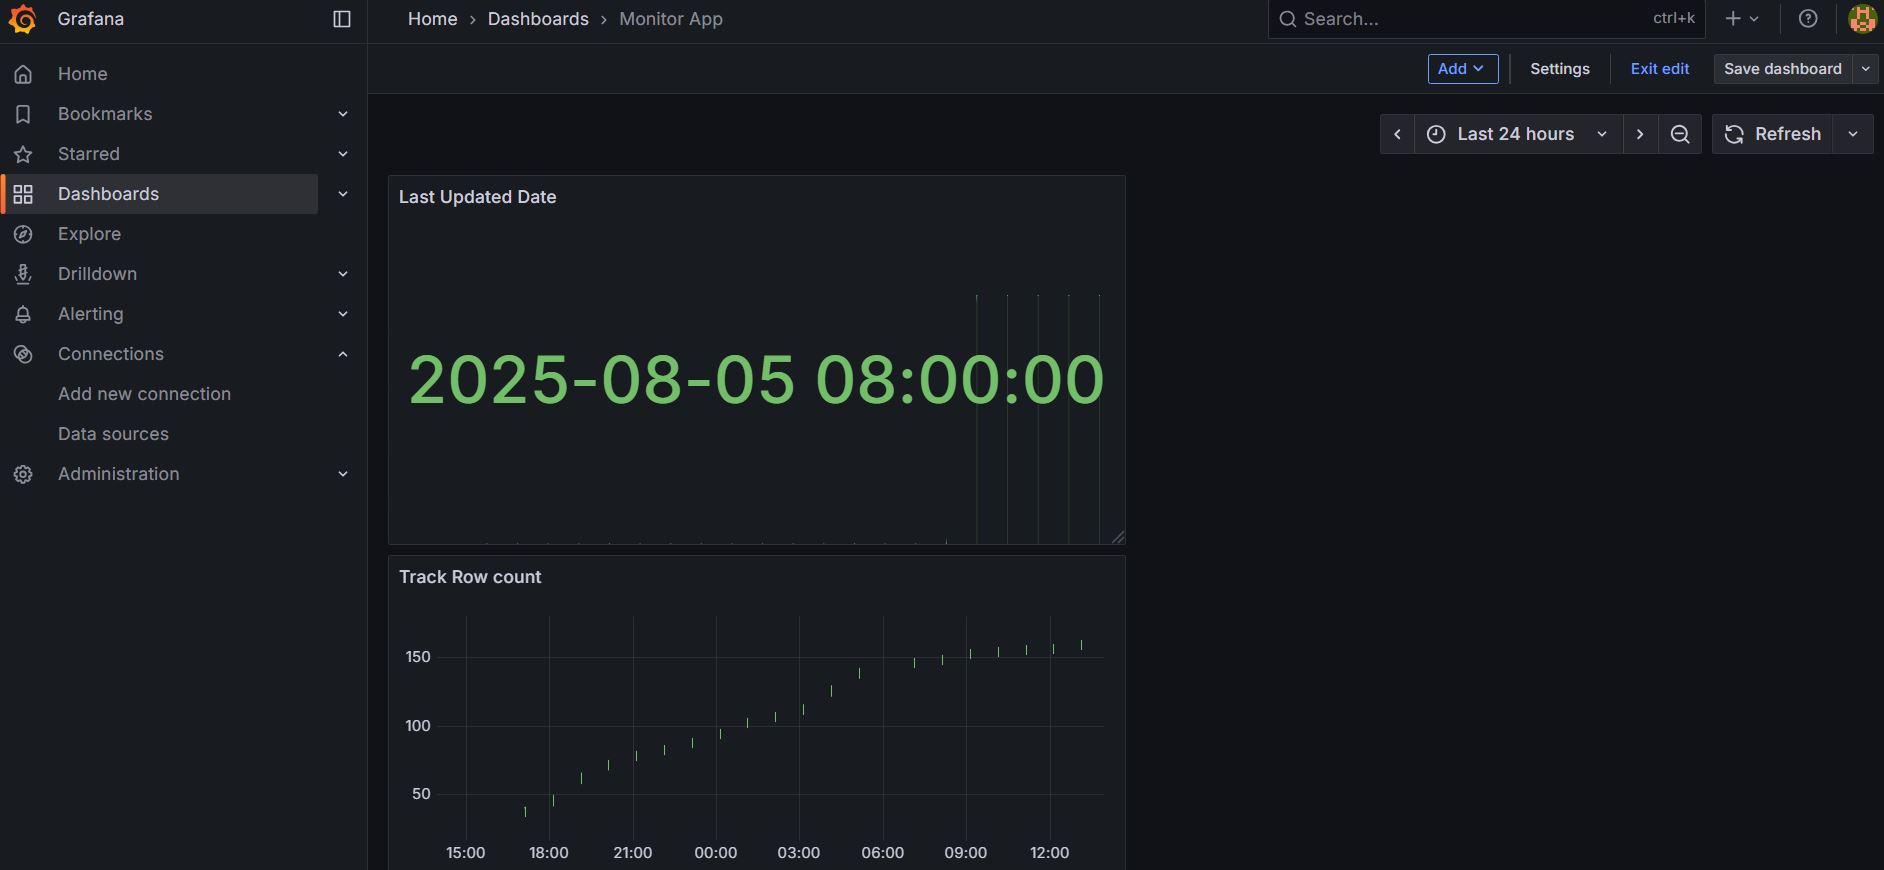 Grafana
Home › Dashboards › Monitor App
Search... ctrl+k
Home
Bookmarks
Starred
Dashboards
Explore
Drilldown
Alerting
Connections
Add new connection
Data sources
Administration
Add Settings Exit edit Save dashboard
Last 24 hours Refresh
Last Updated Date
2025-08-05 08:00:00
Track Row count
150
100
50
15:00 18:00 21:00 00:00 03:00 06:00 09:00 12:00